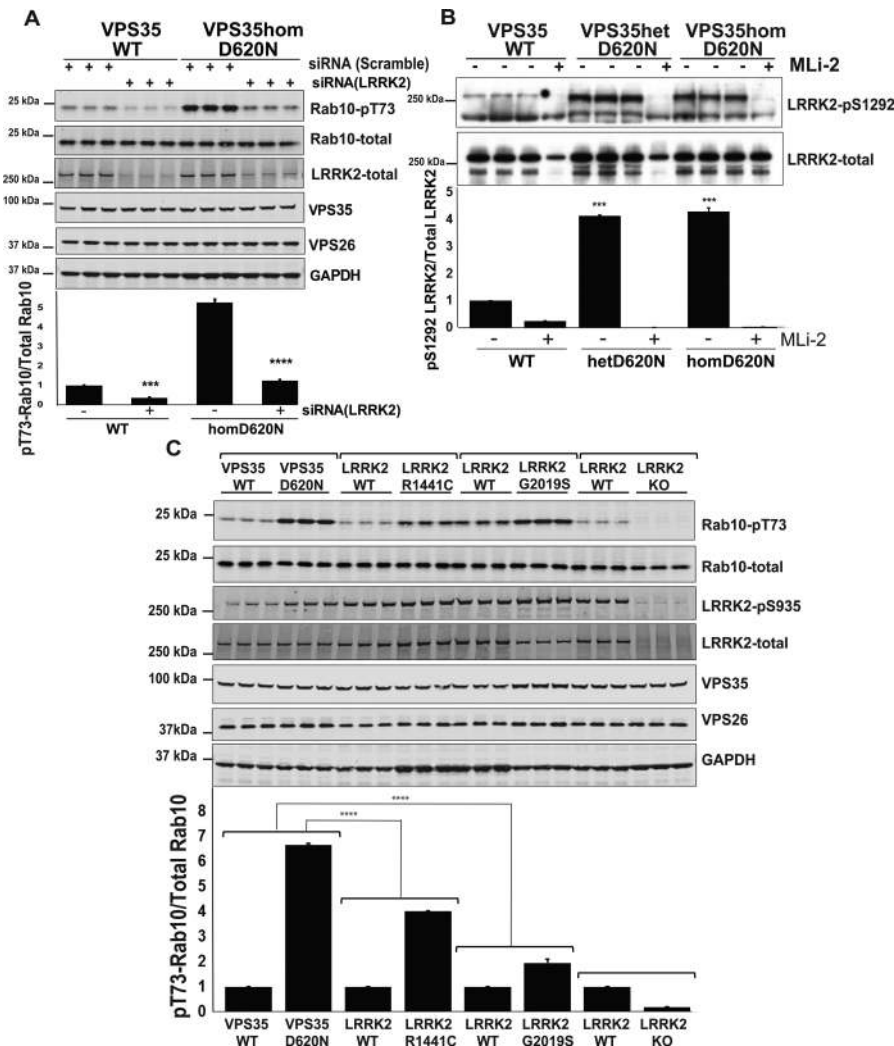 A
VPS35 WT
VPS35hom D620N
+ + + + + + siRNA (Scramble)
+ + + + + + siRNA(LRRK2)
25 kDa Rab10-pT73
25 kDa Rab10-total
250 kDa LRRK2-total
100 kDa VPS35
37 kDa VPS26
37 kDa GAPDH
pT73-Rab10/Total Rab10
5
4
3
2
1
0
***
****
- + - + siRNA(LRRK2)
WT homD620N
B
VPS35 WT
VPS35het D620N
VPS35hom D620N
- - - + - - - + - - - + MLi-2
250 kDa LRRK2-pS1292
250 kDa LRRK2-total
pS1292 LRRK2/Total LRRK2
5
4
3
2
1
0
*** ***
- + - + - + MLi-2
WT hetD620N homD620N
C
VPS35 WT
VPS35 D620N
LRRK2 WT
LRRK2 R1441C
LRRK2 WT
LRRK2 G2019S
LRRK2 WT
LRRK2 KO
25 kDa Rab10-pT73
25 kDa Rab10-total
250 kDa LRRK2-pS935
250 kDa LRRK2-total
100 kDa VPS35
37kDa VPS26
37 kDa GAPDH
pT73-Rab10/Total Rab10
8
7
6
5
4
3
2
1
0
****
****
VPS35 WT
VPS35 D620N
LRRK2 WT
LRRK2 R1441C
LRRK2 WT
LRRK2 G2019S
LRRK2 WT
LRRK2 KO